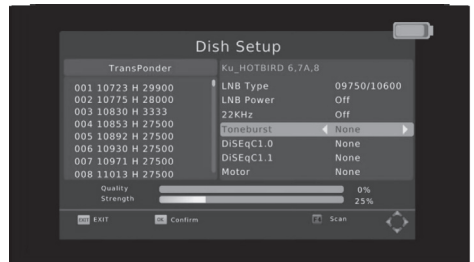 Dish Setup
TransPonder
Ku_HOTBIRD 6,7A,8
001 10723 H 29900
002 10775 H 28000
003 10830 H 3333
004 10853 H 27500
005 10892 H 27500
006 10930 H 27500
007 10971 H 27500
008 11013 H 27500
LNB Type 09750/10600
LNB Power Off
22KHz Off
Toneburst None
DiSEqC1.0 None
DiSEqC1.1 None
Motor None
Quality 0%
Strength 25%
EXIT EXIT
OK Confirm
Scan